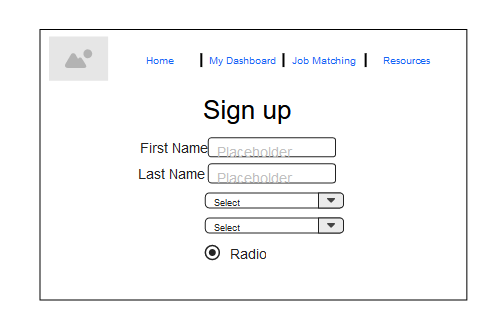 Home My Dashboard Job Matching Resources
Sign up
First Name Placeholder
Last Name Placeholder
Select
Select
Radio